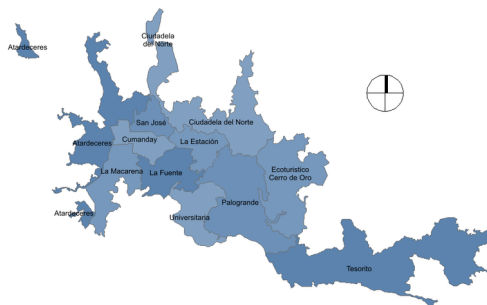 Ciudadela
del Norte
Atardeceres
San José
Ciudadela del Norte
Atardeceres
Cumanday
La Estación
La Macarena
La Fuente
Ecoturistico
Cerro de Oro
Palogrande
Atardeceres
Universitaria
Tesorito